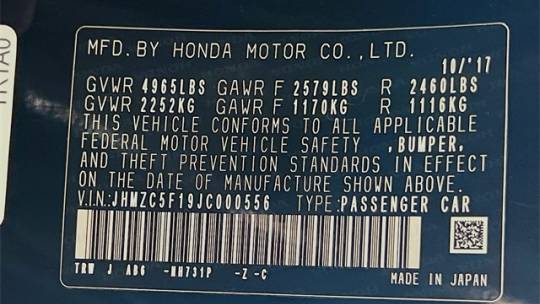 MFD. BY HONDA MOTOR CO., LTD.
10/'17
GVWR 4965LBS GAWR F 2579LBS R 2460LBS
GVWR 2252KG GAWR F 1170KG R 1116KG
THIS VEHICLE CONFORMS TO ALL APPLICABLE
FEDERAL MOTOR VEHICLE SAFETY ,BUMPER,
AND THEFT PREVENTION STANDARDS IN EFFECT
ON THE DATE OF MANUFACTURE SHOWN ABOVE.
V.I.N:JHMZC5F19JC000556 TYPE:PASSENGER CAR
TRW J AB6 -NH731P -Z -C
MADE IN JAPAN